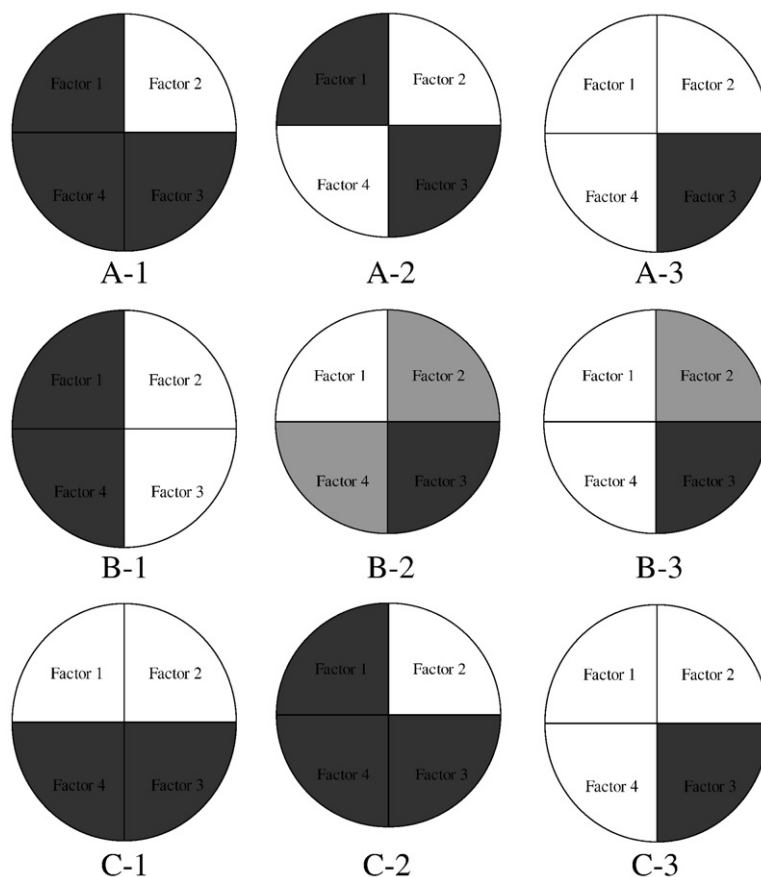 Factor 1 Factor 2 Factor 1 Factor 2 Factor 1 Factor 2
Factor 4 Factor 3 Factor 4 Factor 3 Factor 4 Factor 3
A-1 A-2 A-3
Factor 1 Factor 2 Factor 1 Factor 2 Factor 1 Factor 2
Factor 4 Factor 3 Factor 4 Factor 3 Factor 4 Factor 3
B-1 B-2 B-3
Factor 1 Factor 2 Factor 1 Factor 2 Factor 1 Factor 2
Factor 4 Factor 3 Factor 4 Factor 3 Factor 4 Factor 3
C-1 C-2 C-3